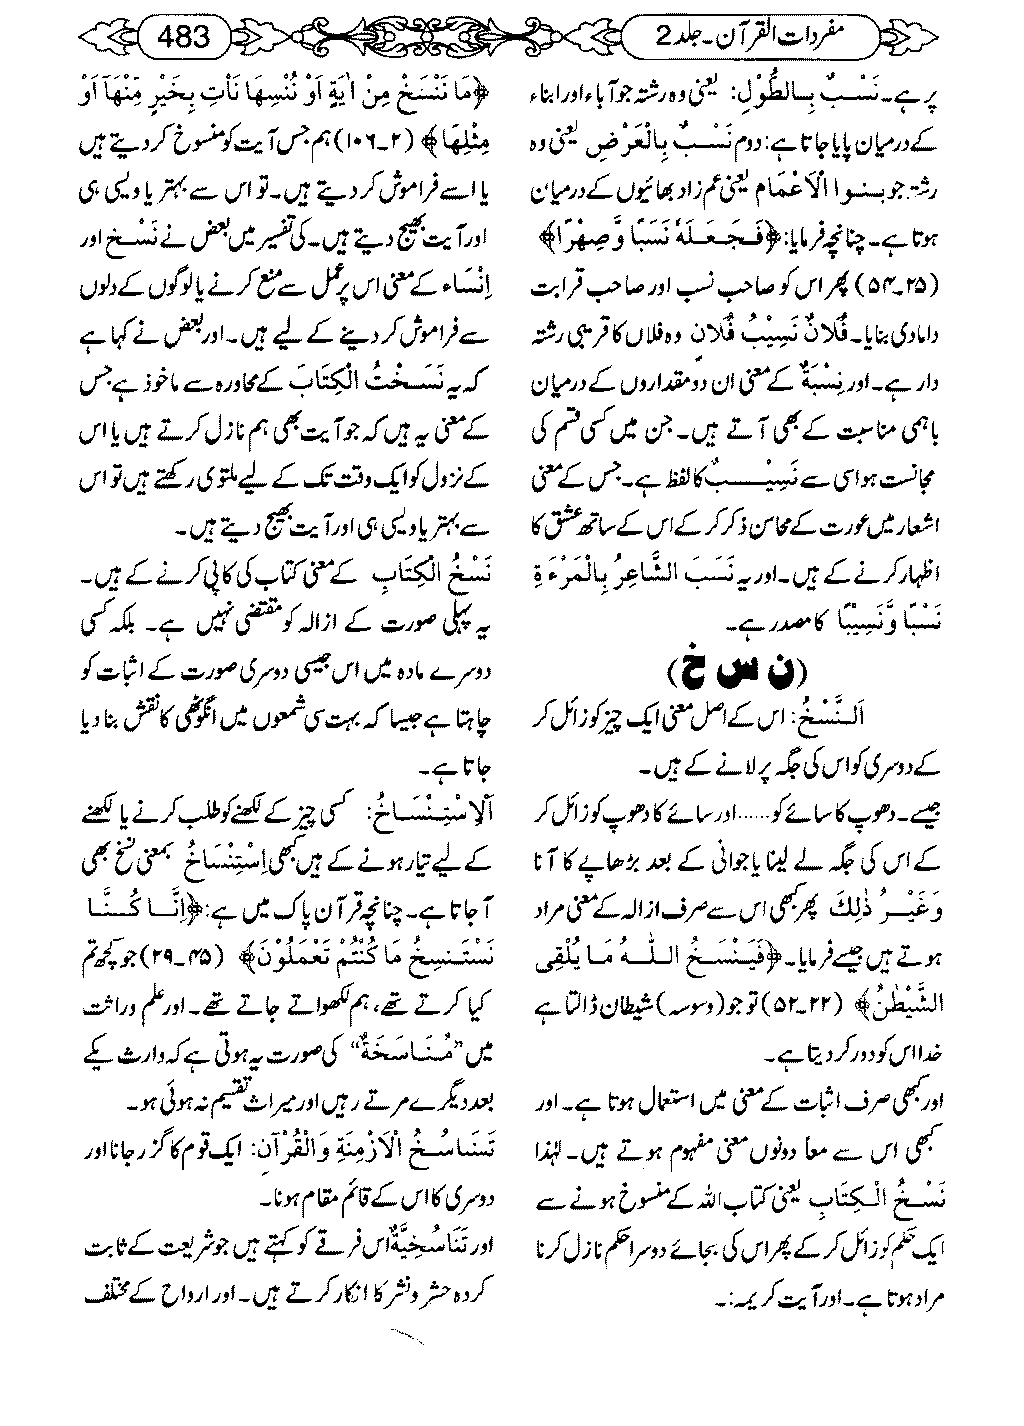 مفردات القرآن۔ جلد 2
483
پر ہے۔ نَسْبٌ بِالطُّوْلِ: یعنی وہ رشتہ جو آباء اور ابناء
کے درمیان پایا جاتا ہے: دوم نَسْبٌ بِالْعَرْضِ یعنی وہ
رشتہ جو بنوا الْاَعْمَام یعنی عم زاد بھائیوں کے درمیان
ہوتا ہے۔ چنانچہ فرمایا: ﴿فَجَعَلَهٗ نَسَبًا وَّصِهْرًا﴾
(۲۵۔۵۴) پھر اس کو صاحب نسب اور صاحب قرابت
دامادی بنایا۔ فُلَانٌ نَسِیْبُ فُلَانٍ وہ فلاں کا قریبی رشتہ
دار ہے۔ اور نِسْبَةٌ کے معنی ان دو مقداروں کے درمیان
باہمی مناسبت کے بھی آتے ہیں۔ جن میں کسی قسم کی
مجانست ہو اسی سے نَسِیْبٌ کا لفظ ہے۔ جس کے معنی
اشعار میں عورت کے محاسن ذکر کر کے اس کے ساتھ عشق کا
اظہار کرنے کے ہیں۔ اور یہ نَسَبَ الشَّاعِرُ بِالْمَرْءَةِ
نَسْبًا وَّنَسِیْبًا کا مصدر ہے۔
(ن س خ)
اَلنَّسْخُ: اس کے اصل معنی ایک چیز کو زائل کر
کے دوسری کو اس کی جگہ پر لانے کے ہیں۔
جیسے۔ دھوپ کا سائے کو...... اور سائے کا دھوپ کو زائل کر
کے اس کی جگہ لے لینا یا جوانی کے بعد بڑھاپے کا آنا
وَغَیْرُ ذٰلِكَ پھر کبھی اس سے صرف ازالہ کے معنی مراد
ہوتے ہیں جیسے فرمایا۔ ﴿فَيَنْسَخُ اللّٰهُ مَا يُلْقِى
الشَّيْطٰنُ﴾ (۲۲۔۵۲) تو جو (وسوسہ) شیطان ڈالتا ہے
خدا اس کو دور کر دیتا ہے۔
اور کبھی صرف اثبات کے معنی میں استعمال ہوتا ہے۔ اور
کبھی اس سے معاً دونوں معنی مفہوم ہوتے ہیں۔ لہٰذا
نَسْخُ الْكِتَابِ یعنی کتاب اللہ کے منسوخ ہونے سے
ایک حکم کو زائل کر کے پھر اس کی بجائے دوسرا حکم نازل کرنا
مراد ہوتا ہے۔ اور آیت کریمہ:۔
﴿مَا نَنْسَخْ مِنْ اٰيَةٍ اَوْ نُنْسِهَا نَأْتِ بِخَيْرٍ مِّنْهَآ اَوْ
مِثْلِهَا﴾ (۲۔۱۰۶) ہم جس آیت کو منسوخ کر دیتے ہیں
یا اسے فراموش کر دیتے ہیں۔ تو اس سے بہتر یا ویسی ہی
اور آیت بھیج دیتے ہیں۔ کی تفسیر میں بعض نے نَسْخ اور
اِنْسَاء کے معنی اس پر عمل سے منع کرنے یا لوگوں کے دلوں
سے فراموش کر دینے کے لیے ہیں۔ اور بعض نے کہا ہے
کہ یہ نَسَخْتُ الْكِتَابَ کے محاورہ سے ماخوذ ہے جس
کے معنی یہ ہیں کہ جو آیت بھی ہم نازل کرتے ہیں یا اس
کے نزول کو ایک وقت تک کے لیے ملتوی رکھتے ہیں تو اس
سے بہتر یا ویسی ہی اور آیت بھیج دیتے ہیں۔
نَسْخُ الْكِتَابِ کے معنی کتاب کی کاپی کرنے کے ہیں۔
یہ پہلی صورت کے ازالہ کو مقتضی نہیں ہے۔ بلکہ کسی
دوسرے مادہ میں اس جیسی دوسری صورت کے اثبات کو
چاہتا ہے جیسا کہ بہت سی شمعوں میں انگوٹھی کا نقش بنا دیا
جاتا ہے۔
اَلْاِسْتِنْسَاخُ: کسی چیز کے لکھنے کو طلب کرنے یا لکھنے
کے لیے تیار ہونے کے ہیں کبھی اِسْتِنْسَاخٌ بمعنی نسخ بھی
آ جاتا ہے۔ چنانچہ قرآن پاک میں ہے: ﴿اِنَّا كُنَّا
نَسْتَنْسِخُ مَا كُنْتُمْ تَعْمَلُوْنَ﴾ (۴۵۔۲۹) جو کچھ تم
کیا کرتے تھے، ہم لکھواتے جاتے تھے۔ اور علم وراثت
میں ”مُنَاسَخَةٌ“ کی صورت یہ ہوتی ہے کہ وارث یکے
بعد دیگرے مرتے رہیں اور میراث تقسیم نہ ہوئی ہو۔
تَنَاسُخُ الْاَزْمِنَةِ وَالْقُرْآنِ: ایک قوم کا گزر جانا اور
دوسری کا اس کے قائم مقام ہونا۔
اور تَنَاسُخِيَّةٌ اس فرقے کو کہتے ہیں جو شریعت کے ثابت
کردہ حشر و نشر کا انکار کرتے ہیں۔ اور ارواح کے مختلف